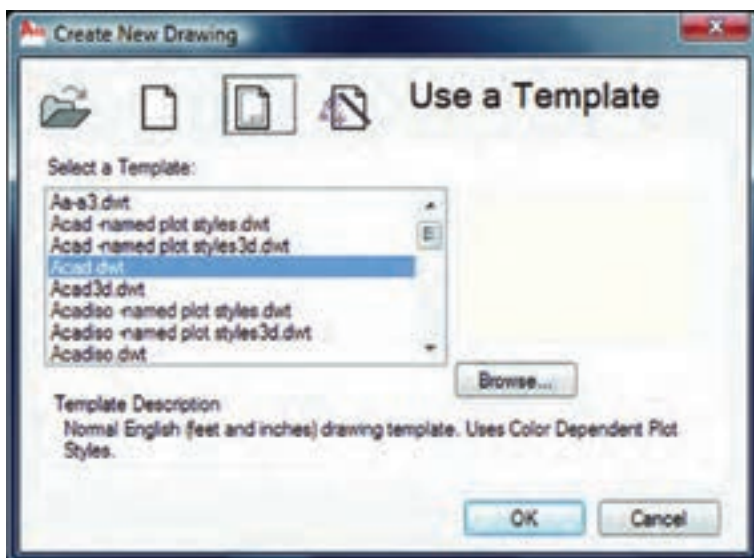 Create New Drawing
Use a Template
Select a Template:
Aa-a3.dwt
Acad -named plot styles.dwt
Acad -named plot styles3d.dwt
Acad.dwt
Acad3d.dwt
Acadiso -named plot styles.dwt
Acadiso -named plot styles3d.dwt
Acadiso.dwt
Browse...
Template Description
Normal English (feet and inches) drawing template. Uses Color Dependent Plot
Styles.
OK
Cancel